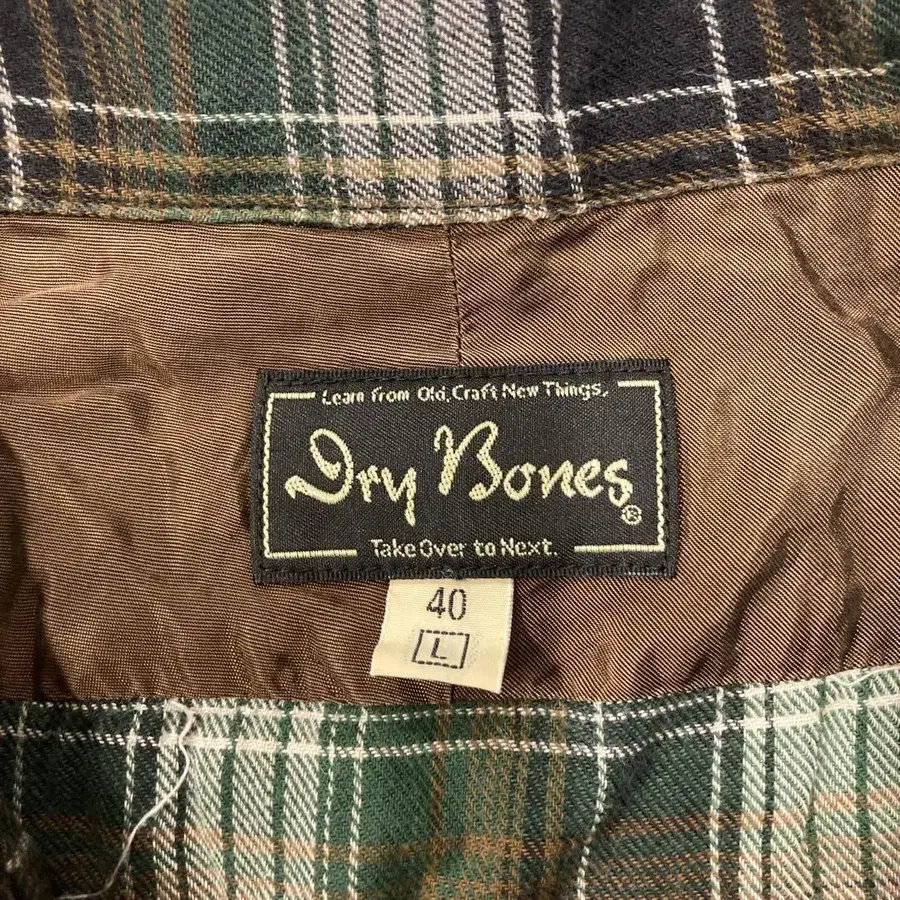 Learn from Old, Craft New Things.
Dry Bones®
Take Over to Next.
40
L